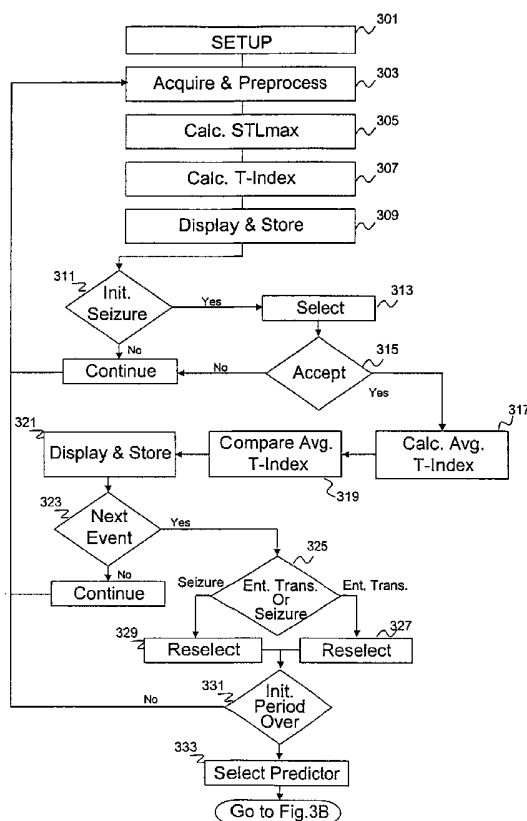 301
SETUP
Acquire & Preprocess
303
Calc. STLmax
305
Calc. T-Index
307
Display & Store
309
311
Init.
Seizure
Yes
Select
313
No
Continue
No
Accept
315
Yes
317
321
Display & Store
Compare Avg.
T-Index
319
Calc. Avg.
T-Index
323
Next
Event
Yes
325
No
Continue
Seizure
Ent. Trans.
Or
Seizure
Ent. Trans.
329
Reselect
327
Reselect
No
331
Init.
Period
Over
333
Select Predictor
Go to Fig.3B